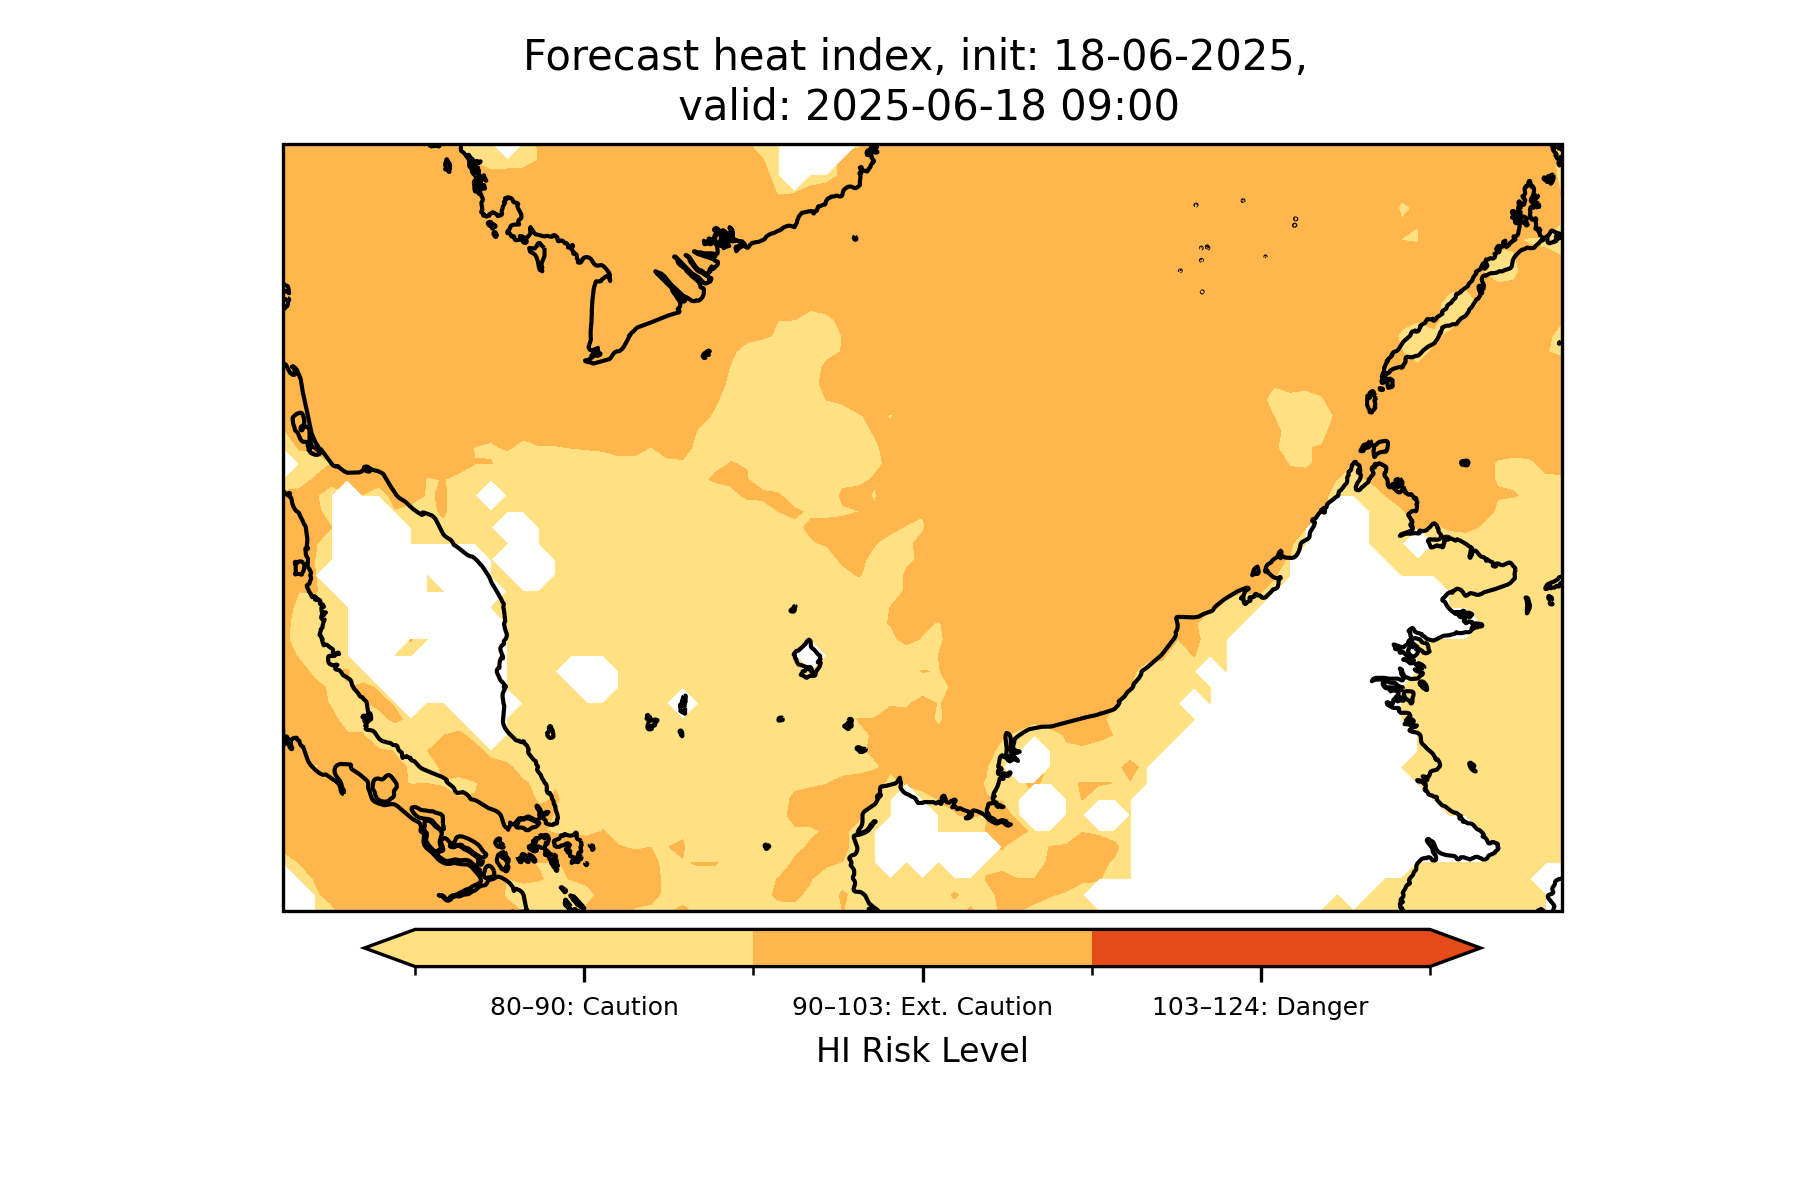 Forecast heat index, init: 18-06-2025,
valid: 2025-06-18 09:00
80–90: Caution
90–103: Ext. Caution
103–124: Danger
HI Risk Level